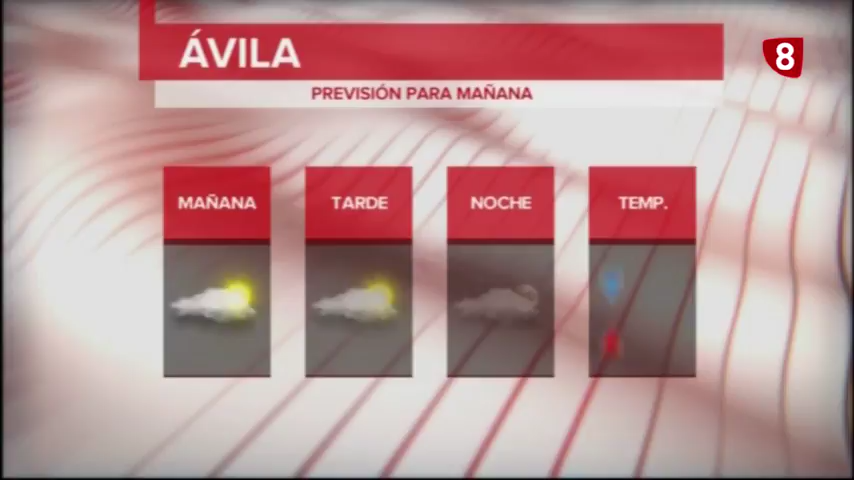 ÁVILA
8
PREVISIÓN PARA MAÑANA
MAÑANA TARDE NOCHE TEMP.